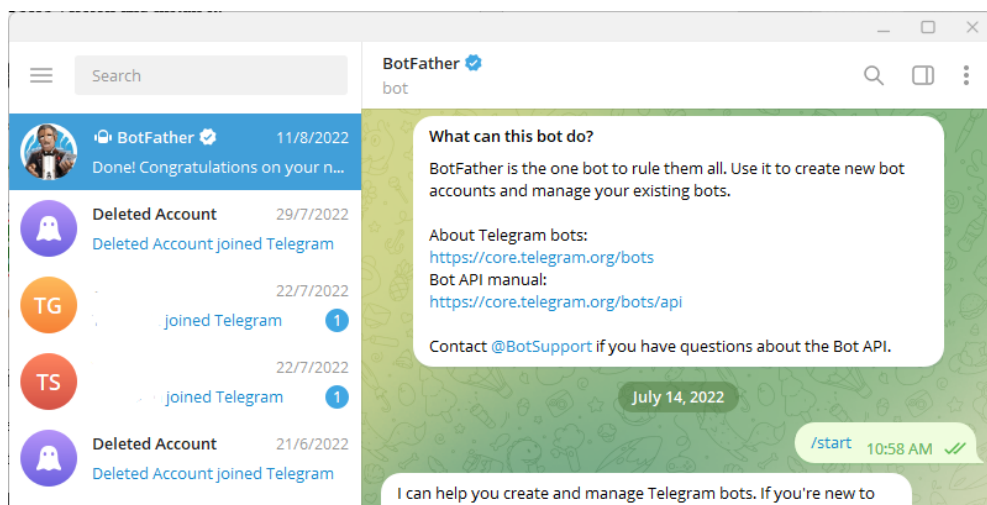 Search
BotFather
11/8/2022
Done! Congratulations on your n...
Deleted Account
29/7/2022
Deleted Account joined Telegram
TG
22/7/2022
joined Telegram
1
TS
22/7/2022
joined Telegram
1
Deleted Account
21/6/2022
Deleted Account joined Telegram
BotFather
bot
What can this bot do?
BotFather is the one bot to rule them all. Use it to create new bot
accounts and manage your existing bots.
About Telegram bots:
https://core.telegram.org/bots
Bot API manual:
https://core.telegram.org/bots/api
Contact @BotSupport if you have questions about the Bot API.
July 14, 2022
/start
10:58 AM
I can help you create and manage Telegram bots. If you're new to